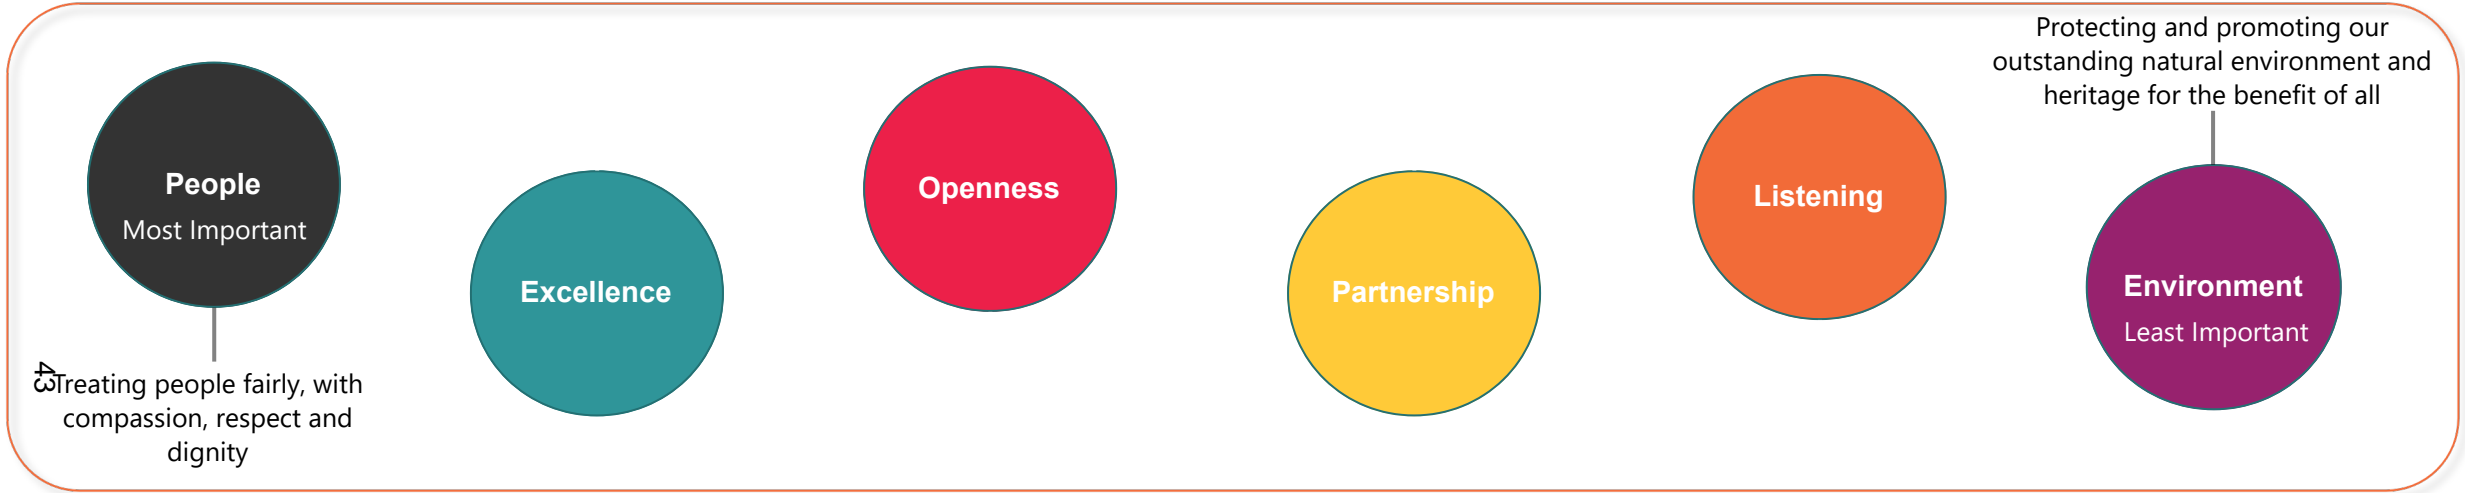 People
Most Important
Treating people fairly, with
compassion, respect and
dignity
43
Excellence
Openness
Partnership
Listening
Protecting and promoting our
outstanding natural environment and
heritage for the benefit of all
Environment
Least Important